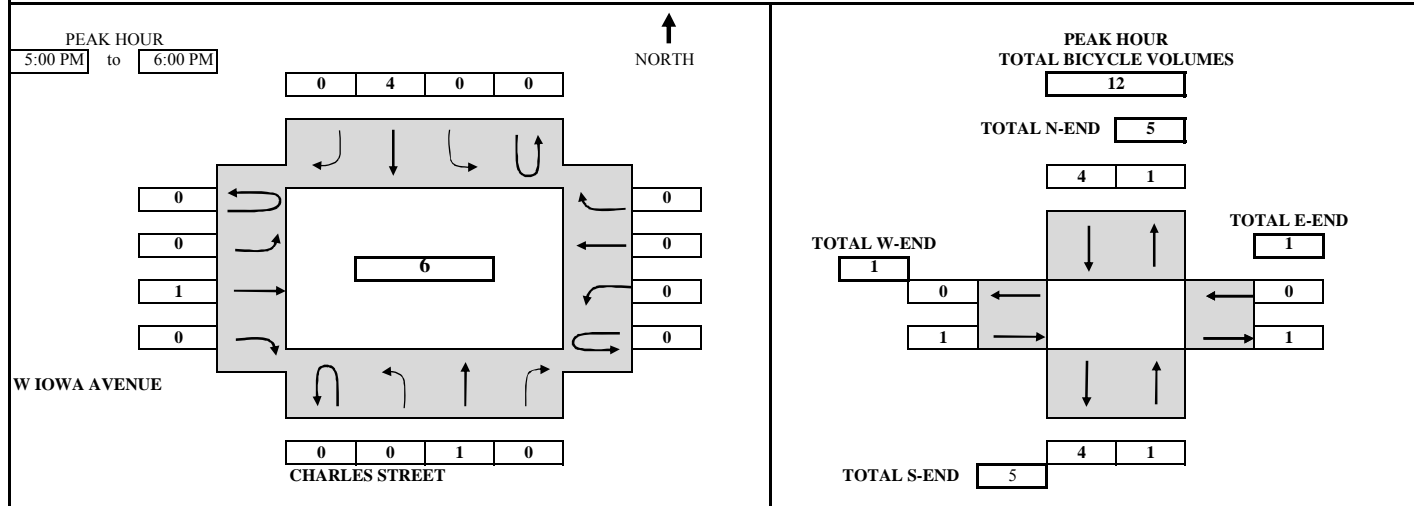 PEAK HOUR
5:00 PM to 6:00 PM
NORTH
0 4 0 0
0 0
0 0
6
1 0
0 0
W IOWA AVENUE
0 0 1 0
CHARLES STREET
PEAK HOUR
TOTAL BICYCLE VOLUMES
12
TOTAL N-END 5
4 1
TOTAL W-END TOTAL E-END
1 1
0 0
1 1
4 1
TOTAL S-END 5